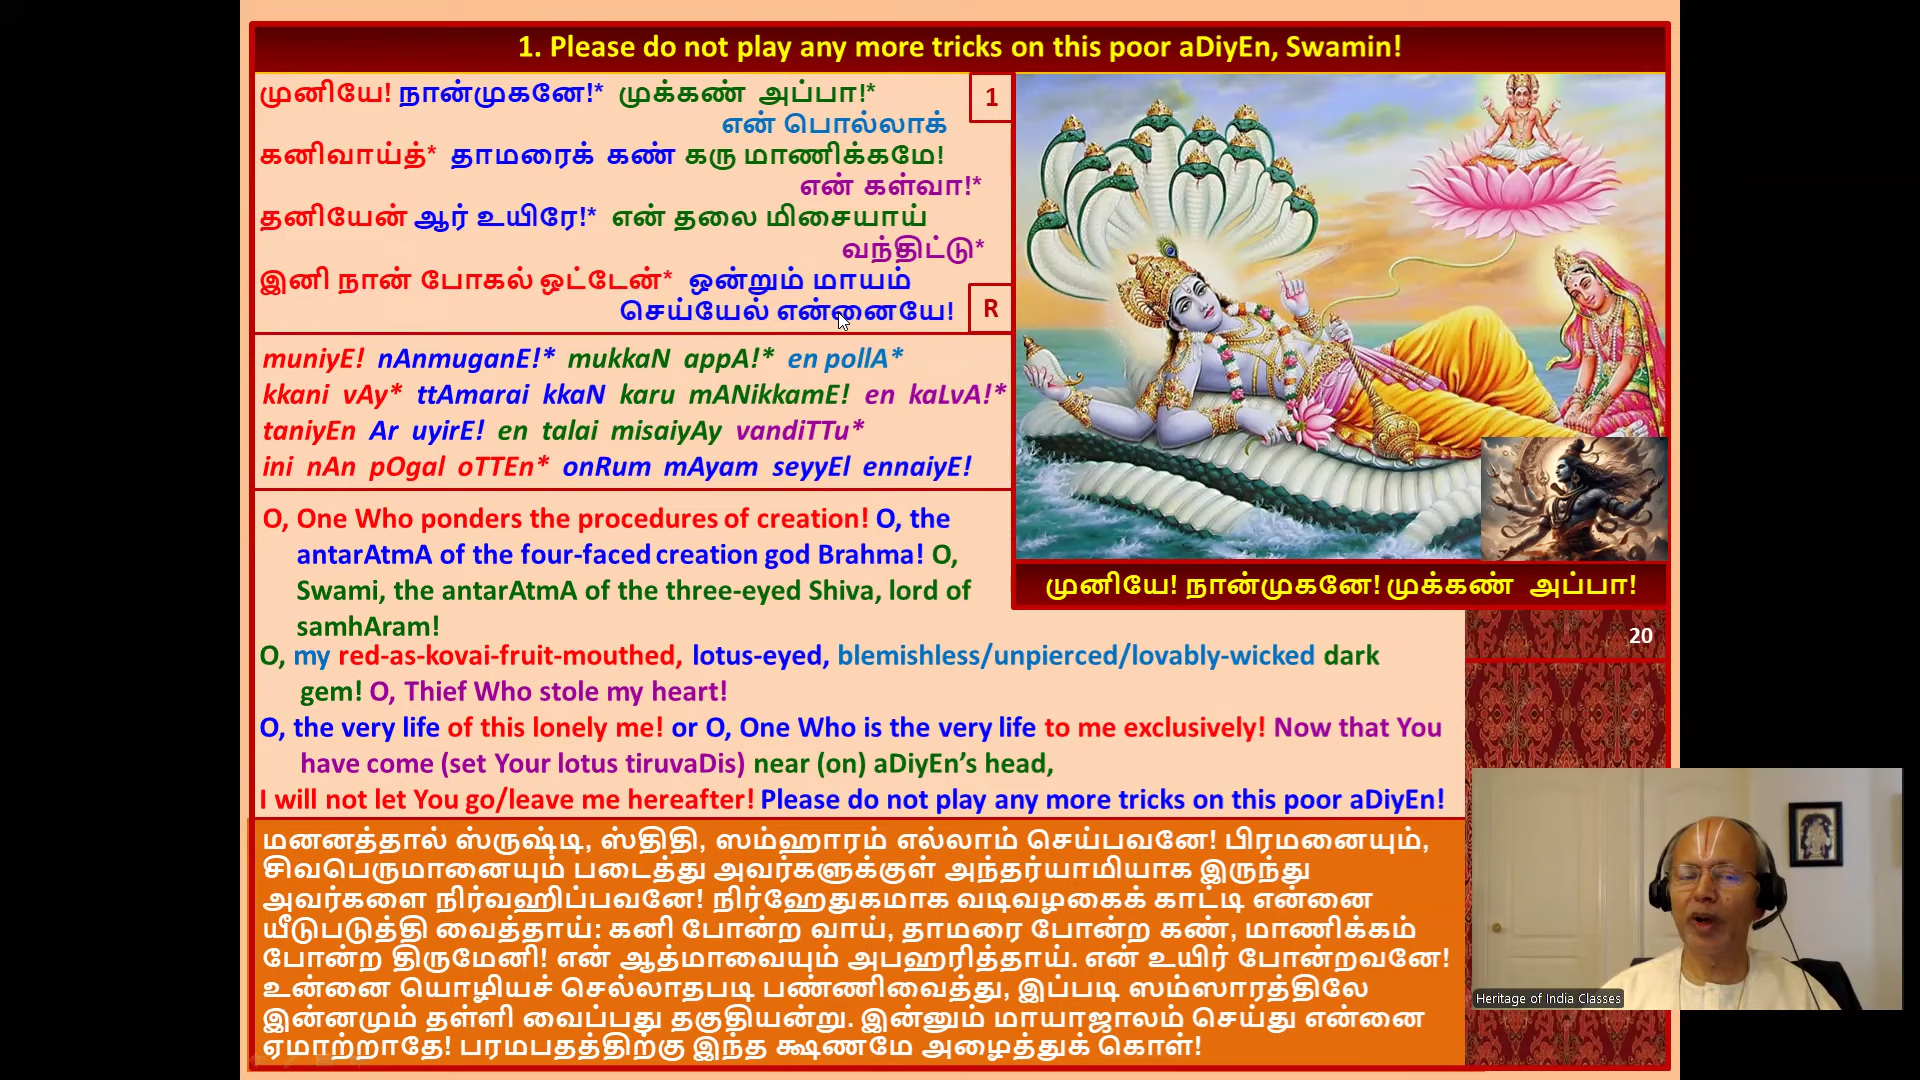 1. Please do not play any more tricks on this poor aDiyEn, Swamin!
முனியே! நான்முகனே!* முக்கண் அப்பா!*
என் பொல்லாக்
கனிவாய்த்* தாமரைக் கண் கரு மாணிக்கமே!
என் கள்வா!*
தனியேன் ஆர் உயிரே!* என் தலை மிசையாய்
வந்திட்டு*
இனி நான் போகல் ஒட்டேன்* ஒன்றும் மாயம்
செய்யேல் என்னையே!
1
R
muniyE! nAnmuganE!* mukkaN appA!* en pollA*
kkani vAy* ttAmarai kkaN karu mANikkamE! en kaLvA!*
taniyEn Ar uyirE! en talai misaiyAy vandiTTu*
ini nAn pOgal oTTEn* onRum mAyam seyyEl ennaiyE!
O, One Who ponders the procedures of creation! O, the
antarAtmA of the four-faced creation god Brahma! O,
Swami, the antarAtmA of the three-eyed Shiva, lord of
samhAram!
O, my red-as-kovai-fruit-mouthed, lotus-eyed, blemishless/unpierced/lovably-wicked dark
gem! O, Thief Who stole my heart!
O, the very life of this lonely me! or O, One Who is the very life to me exclusively! Now that You
have come (set Your lotus tiruvaDis) near (on) aDiyEn's head,
I will not let You go/leave me hereafter! Please do not play any more tricks on this poor aDiyEn!
முனியே! நான்முகனே! முக்கண் அப்பா!
20
மனனத்தால் ஸ்ருஷ்டி, ஸ்திதி, ஸம்ஹாரம் எல்லாம் செய்பவனே! பிரமனையும்,
சிவபெருமானையும் படைத்து அவர்களுக்குள் அந்தர்யாமியாக இருந்து
அவர்களை நிர்வஹிப்பவனே! நிர்ஹேதுகமாக வடிவழகைக் காட்டி என்னை
யீடுபடுத்தி வைத்தாய்: கனி போன்ற வாய், தாமரை போன்ற கண், மாணிக்கம்
போன்ற திருமேனி! என் ஆத்மாவையும் அபஹரித்தாய். என் உயிர் போன்றவனே!
உன்னை யொழியச் செல்லாதபடி பண்ணிவைத்து, இப்படி ஸம்ஸாரத்திலே
இன்னமும் தள்ளி வைப்பது தகுதியன்று. இன்னும் மாயாஜாலம் செய்து என்னை
ஏமாற்றாதே! பரமபதத்திற்கு இந்த க்ஷணமே அழைத்துக் கொள்!
Heritage of India Classes